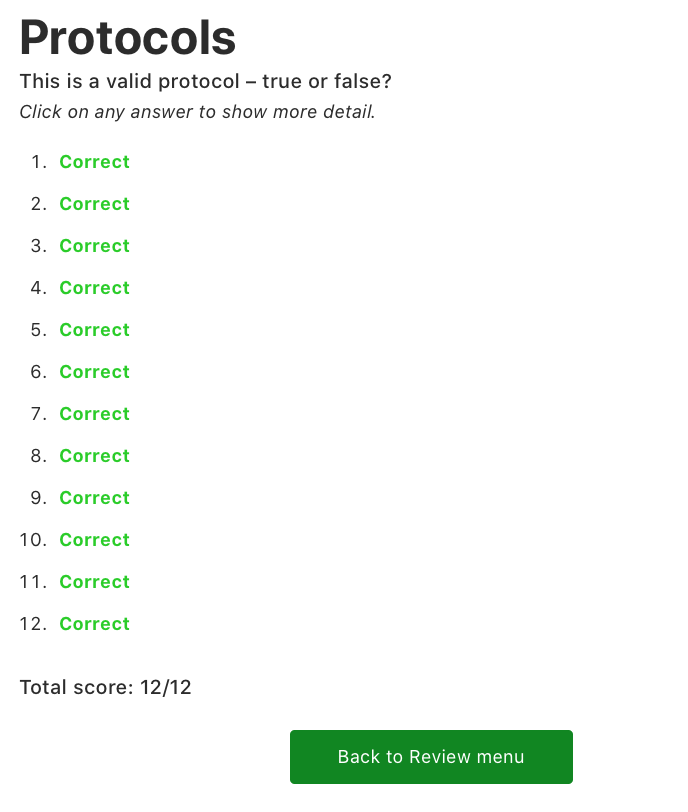 Protocols
This is a valid protocol – true or false?
Click on any answer to show more detail.
1. Correct
2. Correct
3. Correct
4. Correct
5. Correct
6. Correct
7. Correct
8. Correct
9. Correct
10. Correct
11. Correct
12. Correct
Total score: 12/12
Back to Review menu